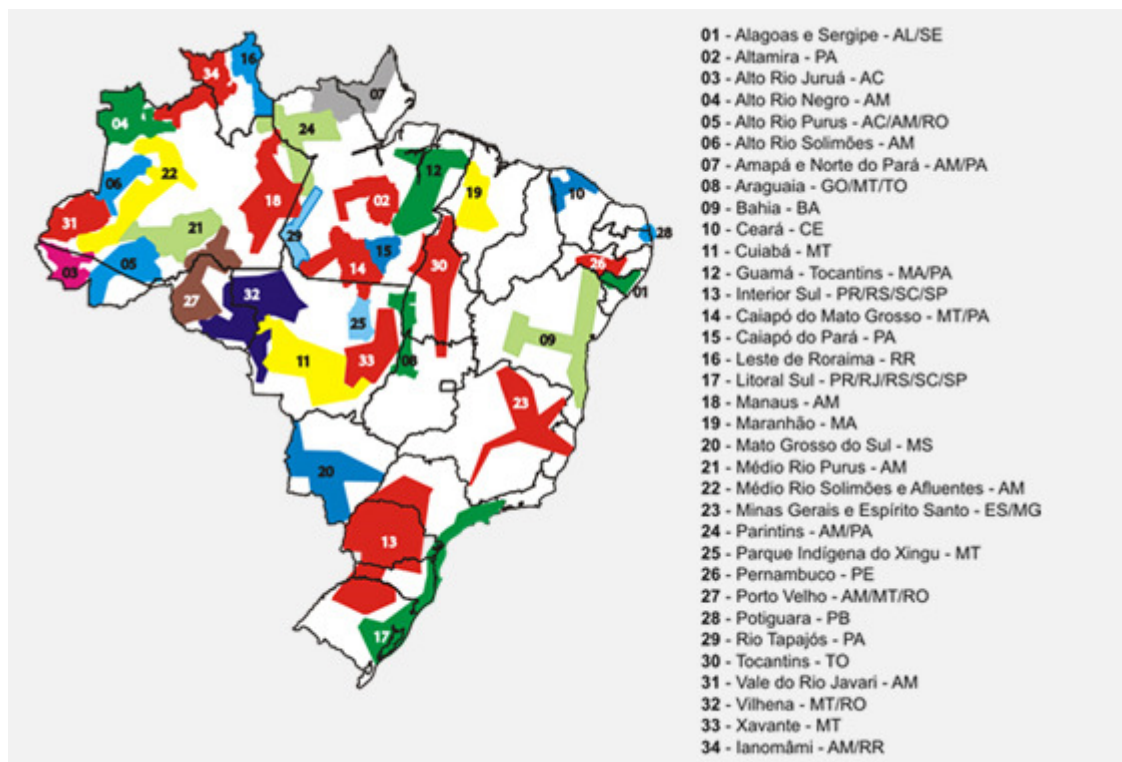 34
16
07
04
24
22
12
06
19
10
18
02
31
28
21
29
15
30
26
03
05
14
01
27
32
25
09
11
33
08
23
20
13
17
01 - Alagoas e Sergipe - AL/SE
02 - Altamira - PA
03 - Alto Rio Juruá - AC
04 - Alto Rio Negro - AM
05 - Alto Rio Purus - AC/AM/RO
06 - Alto Rio Solimões - AM
07 - Amapá e Norte do Pará - AM/PA
08 - Araguaia - GO/MT/TO
09 - Bahia - BA
10 - Ceará - CE
11 - Cuiabá - MT
12 - Guamá - Tocantins - MA/PA
13 - Interior Sul - PR/RS/SC/SP
14 - Caiapó do Mato Grosso - MT/PA
15 - Caiapó do Pará - PA
16 - Leste de Roraima - RR
17 - Litoral Sul - PR/RJ/RS/SC/SP
18 - Manaus - AM
19 - Maranhão - MA
20 - Mato Grosso do Sul - MS
21 - Médio Rio Purus - AM
22 - Médio Rio Solimões e Afluentes - AM
23 - Minas Gerais e Espírito Santo - ES/MG
24 - Parintins - AM/PA
25 - Parque Indígena do Xingu - MT
26 - Pernambuco - PE
27 - Porto Velho - AM/MT/RO
28 - Potiguara - PB
29 - Rio Tapajós - PA
30 - Tocantins - TO
31 - Vale do Rio Javari - AM
32 - Vilhena - MT/RO
33 - Xavante - MT
34 - Ianomâmi - AM/RR